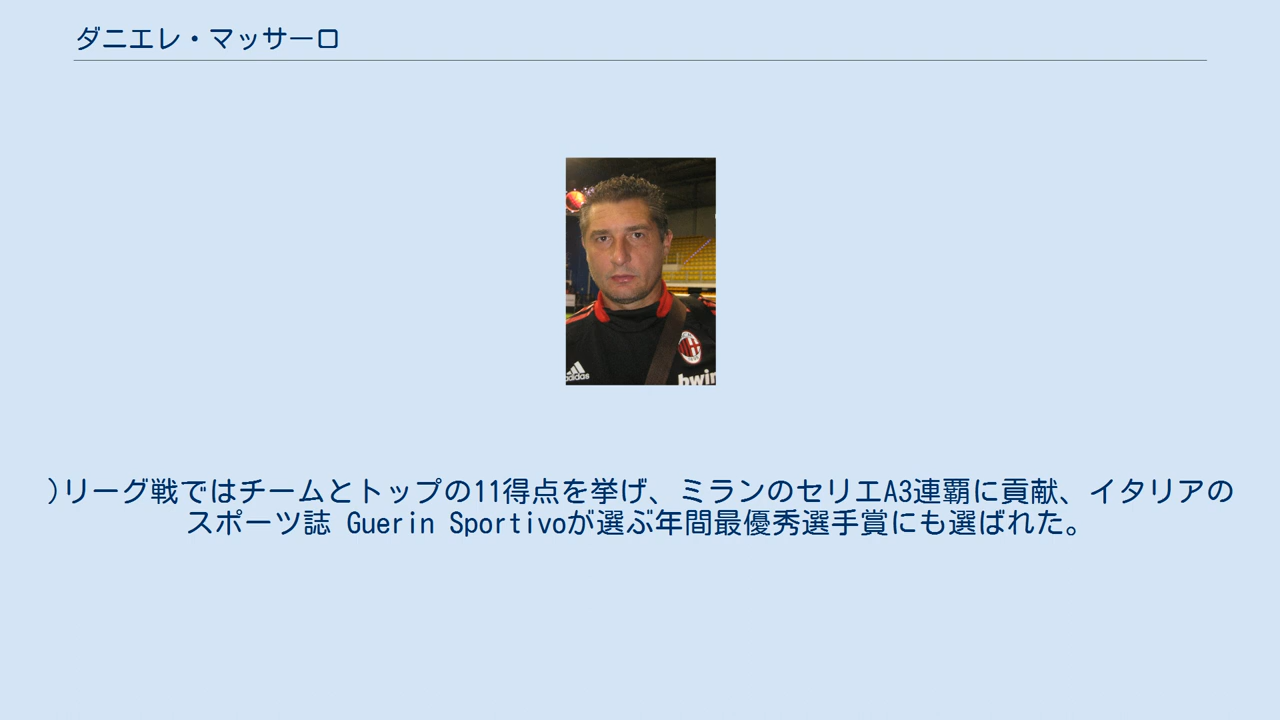 ダニエレ・マッサーロ
adidas
bwin
)リーグ戦ではチームとトップの11得点を挙げ、ミランのセリエA3連覇に貢献、イタリアの
スポーツ誌 Guerin Sportivoが選ぶ年間最優秀選手賞にも選ばれた。